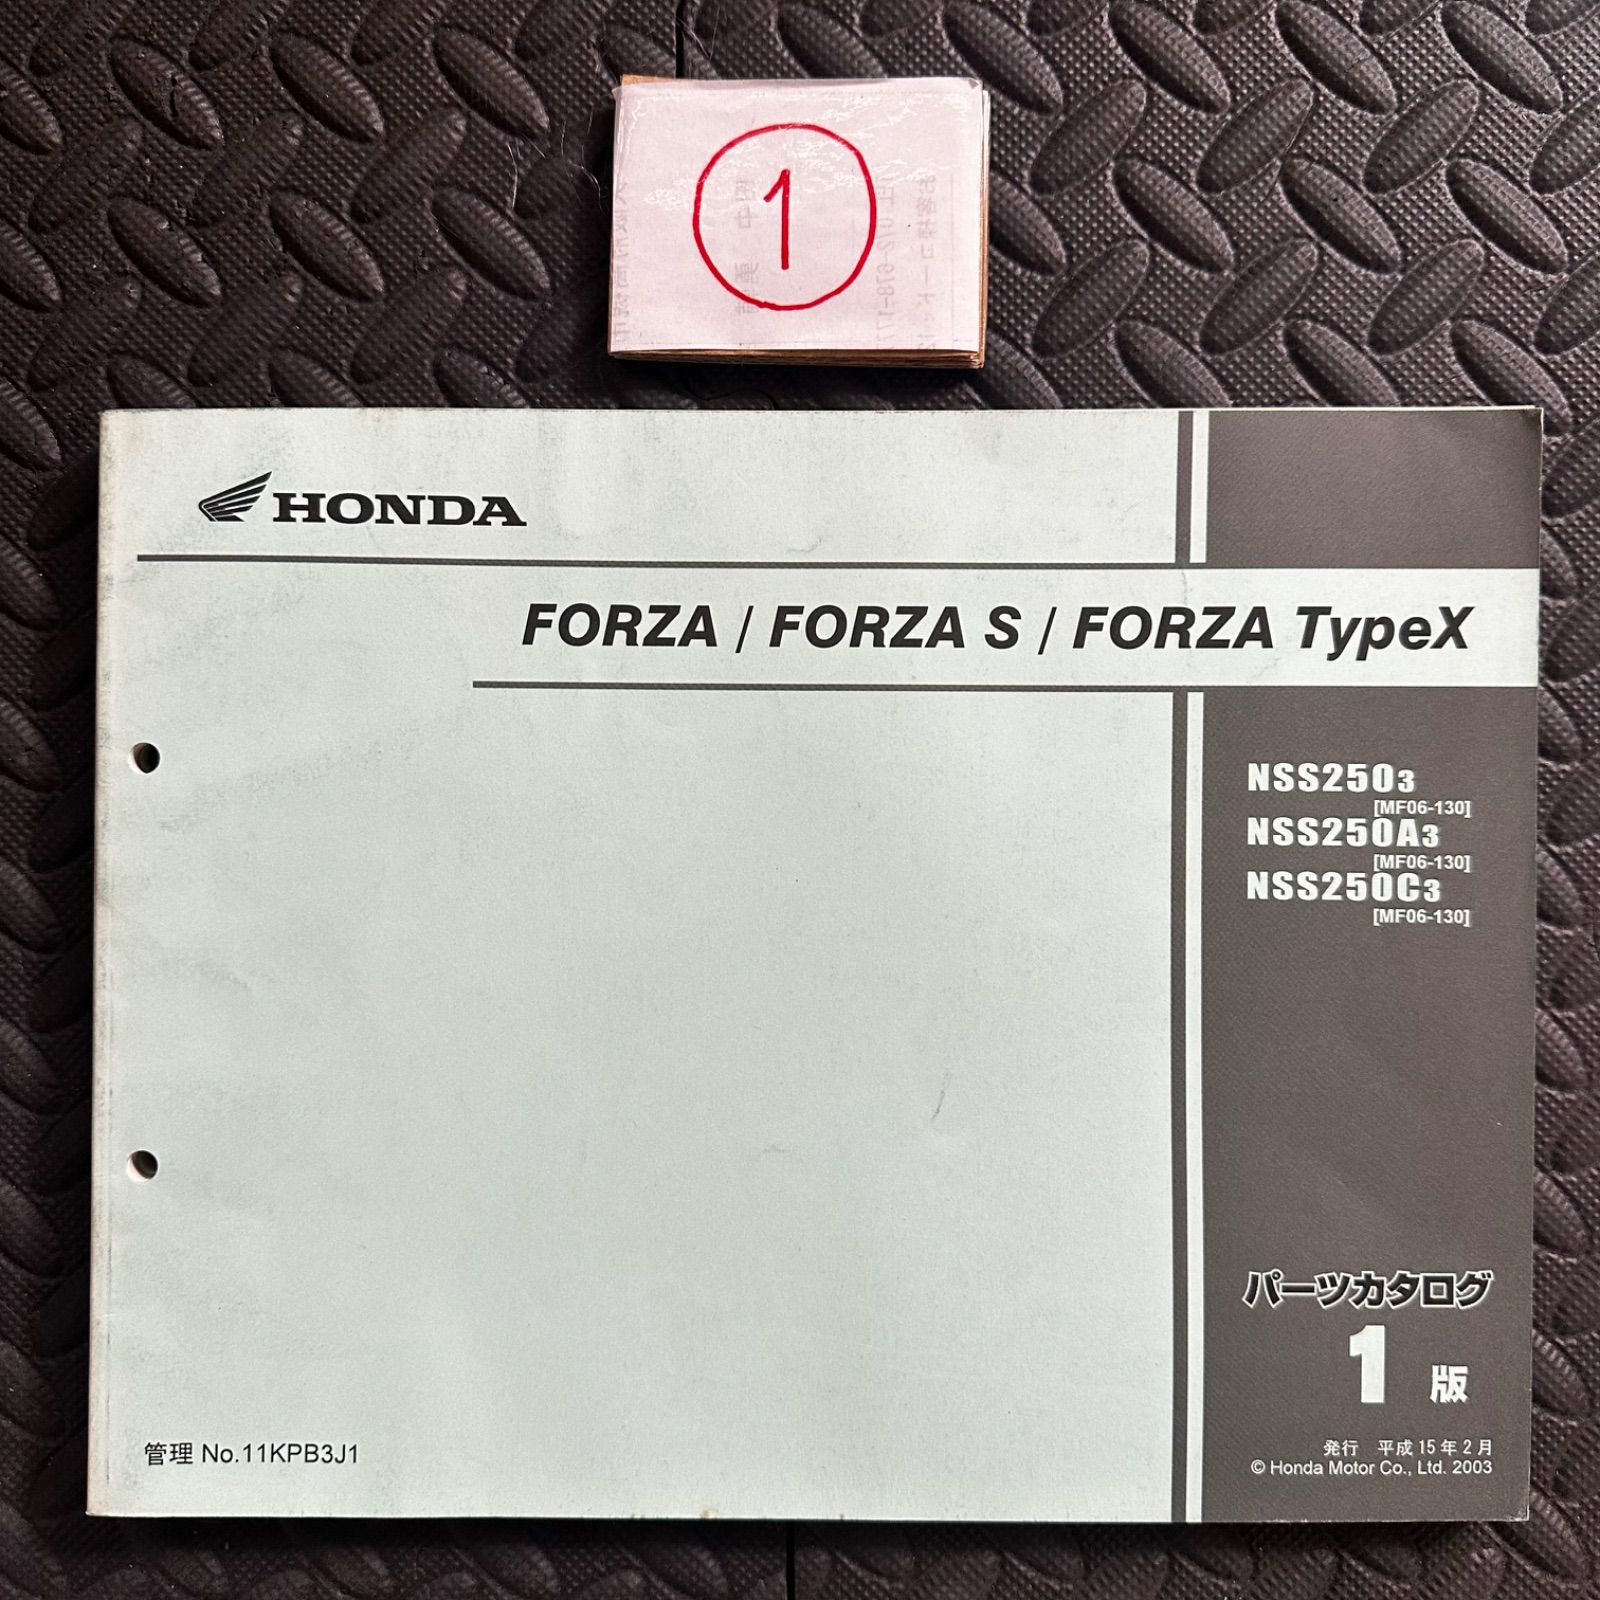 1
HONDA
FORZA / FORZA S / FORZA TypeX
NSS2503
[MF06-130]
NSS250A3
[MF06-130]
NSS250C3
[MF06-130]
パーツカタログ
1版
管理 No.11KPB3J1
発行 平成15年2月
© Honda Motor Co., Ltd. 2003